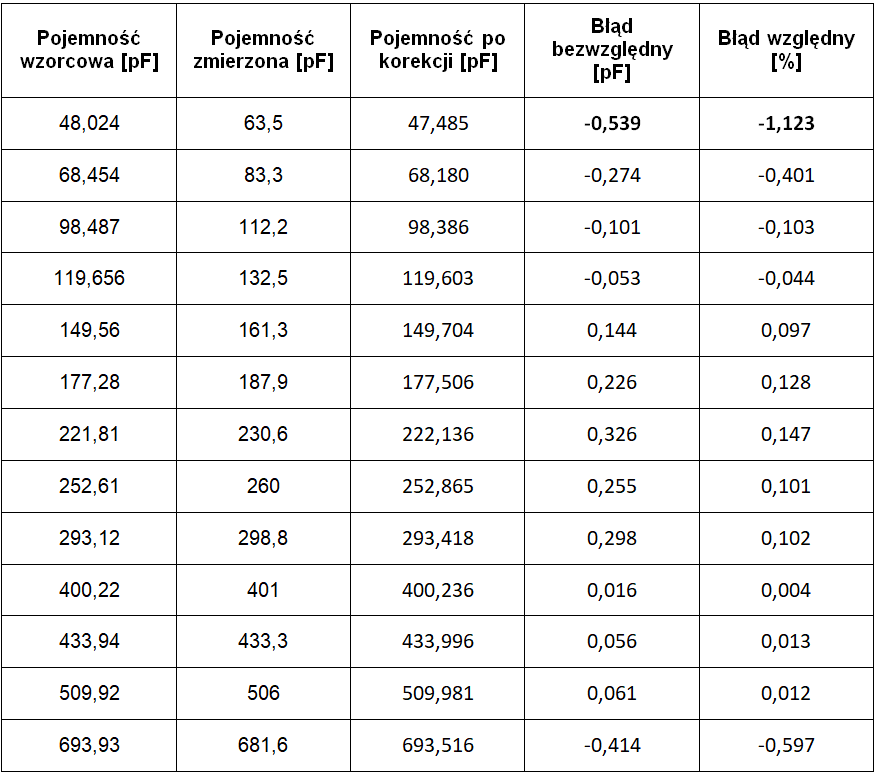 Pojemność wzorcowa [pF] Pojemność zmierzona [pF] Pojemność po korekcji [pF] Błąd bezwzględny [pF] Błąd względny [%]
48,024 63,5 47,485 -0,539 -1,123
68,454 83,3 68,180 -0,274 -0,401
98,487 112,2 98,386 -0,101 -0,103
119,656 132,5 119,603 -0,053 -0,044
149,56 161,3 149,704 0,144 0,097
177,28 187,9 177,506 0,226 0,128
221,81 230,6 222,136 0,326 0,147
252,61 260 252,865 0,255 0,101
293,12 298,8 293,418 0,298 0,102
400,22 401 400,236 0,016 0,004
433,94 433,3 433,996 0,056 0,013
509,92 506 509,981 0,061 0,012
693,93 681,6 693,516 -0,414 -0,597